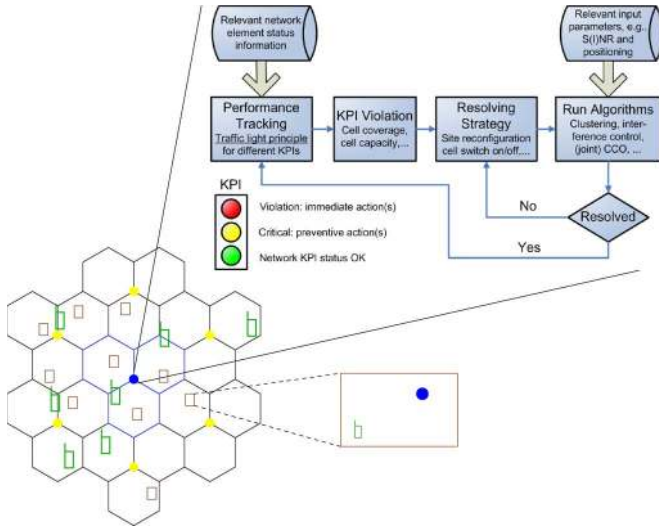 Relevant network
element status
information
Relevant input
parameters, e.g.,
S(I)NR and
positioning
Performance
Tracking
Traffic light principle
for different KPIs
KPI Violation
Cell coverage,
cell capacity,...
Resolving
Strategy
Site reconfiguration
cell switch on/off,...
Run Algorithms
Clustering, inter-
ference control,
(joint) CCO, ...
KPI
Violation: immediate action(s)
Critical: preventive action(s)
Network KPI status OK
No
Resolved
Yes